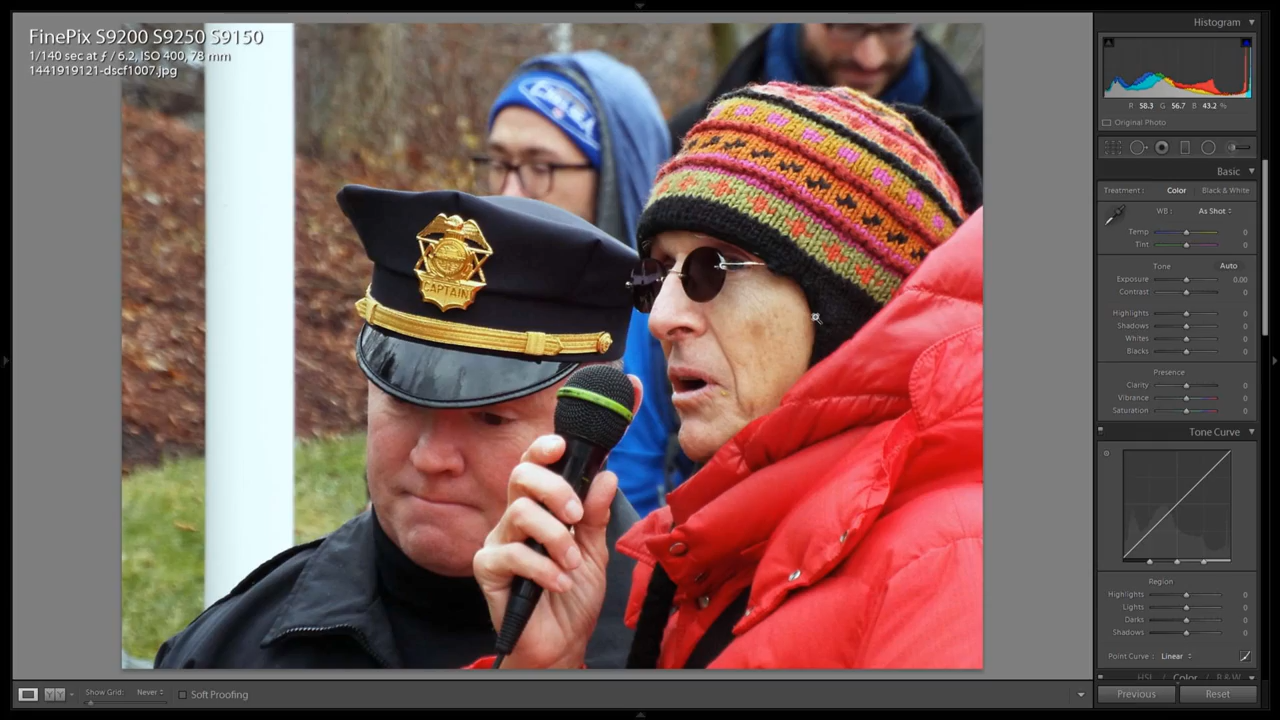 FinePix S9200 S9250 S9150
1/140 sec at ƒ / 6.2, ISO 400, 78 mm
1441919121-dscf1007.jpg
CAPTAIN
Histogram
R 58.3 G 56.7 B 43.2 %
Original Photo
Basic
Treatment : Color Black & White
WB : As Shot
Temp 0
Tint 0
Tone Auto
Exposure 0.00
Contrast 0
Highlights 0
Shadows 0
Whites 0
Blacks 0
Presence
Clarity 0
Vibrance 0
Saturation 0
Tone Curve
Region
Highlights 0
Lights 0
Darks 0
Shadows 0
Point Curve : Linear
HSL / Color / B & W
Previous Reset
Show Grid: Never
Soft Proofing